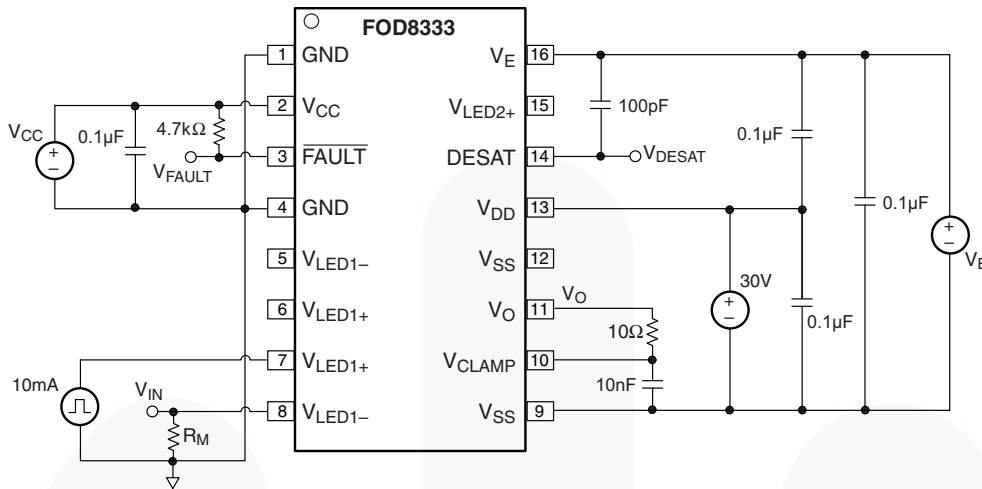 FOD8333
1 GND
VE 16
2 VCC
VLED2+ 15
100pF
VCC
0.1µF
4.7kΩ
0.1µF
3 FAULT
DESAT 14
VDESAT
VFAULT
4 GND
VDD 13
0.1µF
5 VLED1–
VSS 12
VE
6 VLED1+
VO 11
VO
30V
10Ω
0.1µF
7 VLED1+
VCLAMP 10
10mA
VIN
10nF
8 VLED1–
VSS 9
RM